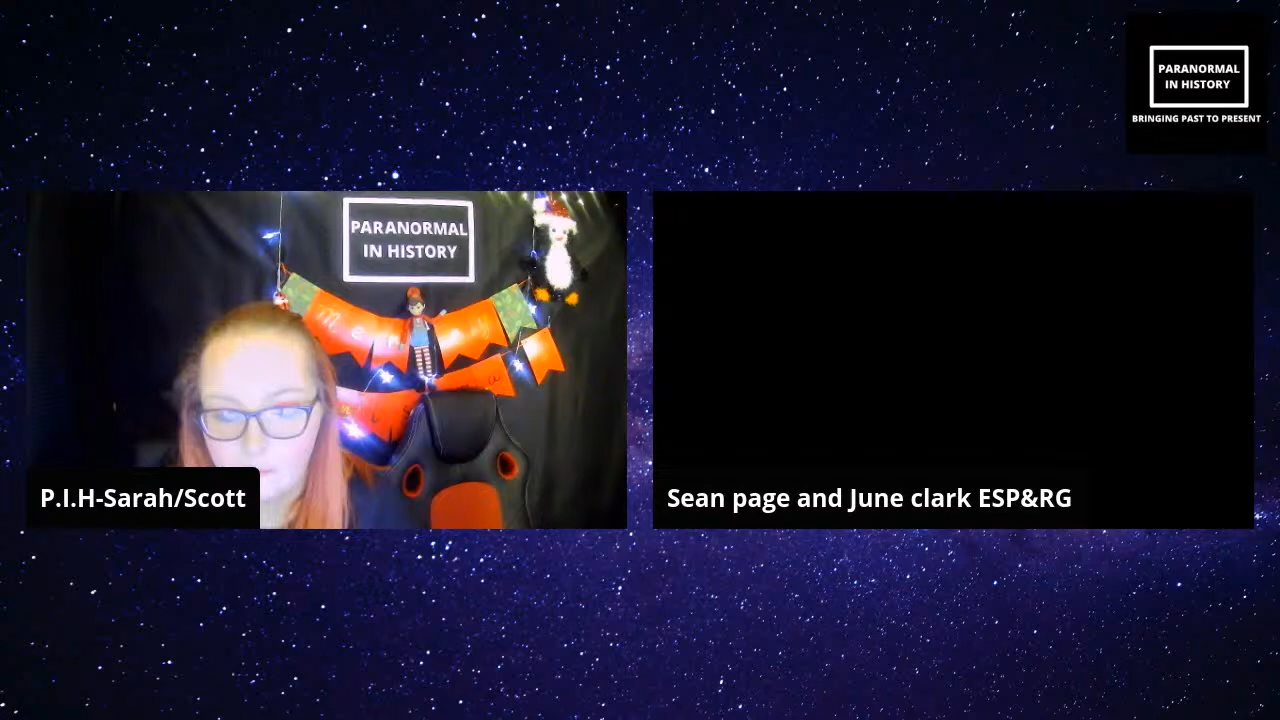 PARANORMAL
IN HISTORY
BRINGING PAST TO PRESENT
PARANORMAL
IN HISTORY
P.I.H-Sarah/Scott
Sean page and June clark ESP&RG